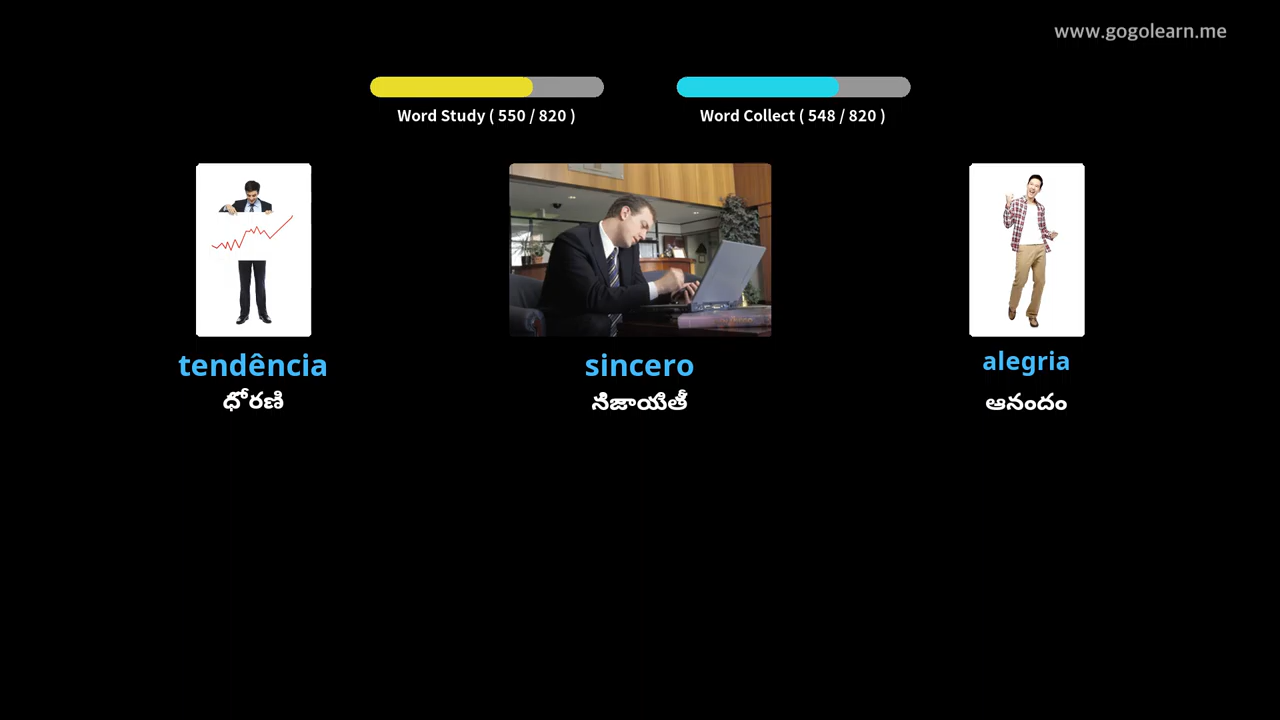 www.gogolearn.me
Word Study ( 550 / 820 )
Word Collect ( 548 / 820 )
tendência
sincero
alegria
ధోరణి
నిజాయితీ
ఆనందం